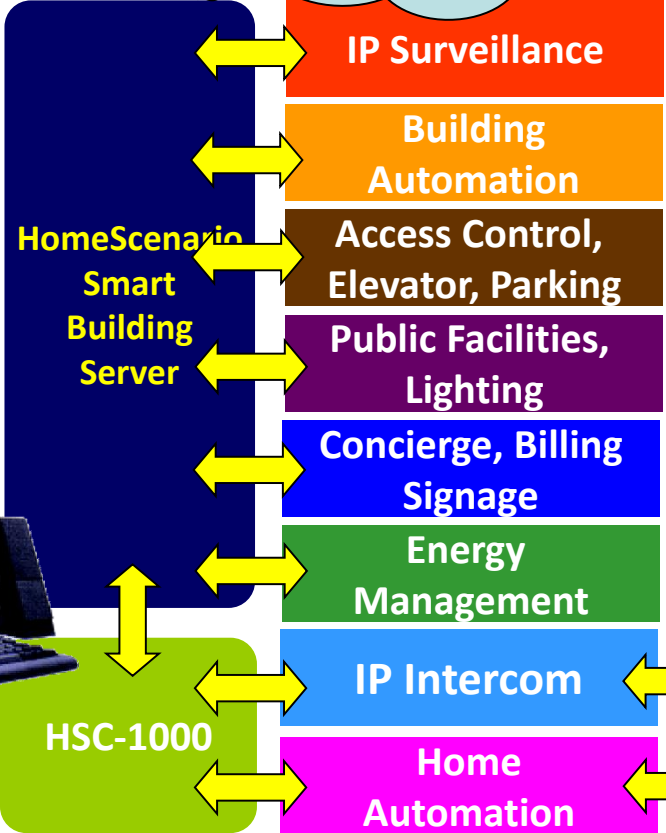 IP Surveillance
Building
Automation
HomeScenario
Smart
Building
Server
Access Control,
Elevator, Parking
Public Facilities,
Lighting
Concierge, Billing
Signage
Energy
Management
IP Intercom
HSC-1000
Home
Automation